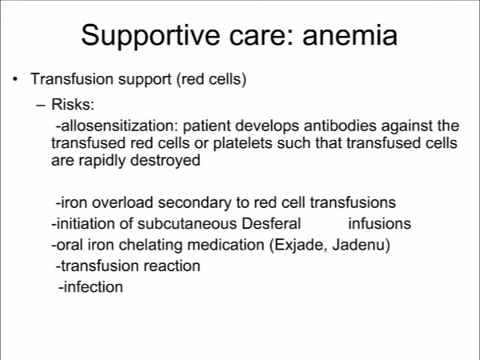 Supportive care: anemia
• Transfusion support (red cells)
– Risks:
-allosensitization: patient develops antibodies against the
transfused red cells or platelets such that transfused cells
are rapidly destroyed
-iron overload secondary to red cell transfusions
-initiation of subcutaneous Desferal infusions
-oral iron chelating medication (Exjade, Jadenu)
-transfusion reaction
-infection